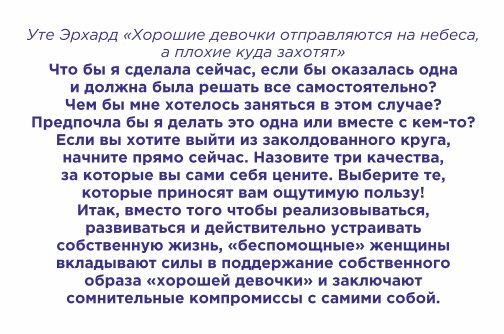 Уте Эрхард «Хорошие девочки отправляются на небеса,
а плохие куда захотят»
Что бы я сделала сейчас, если бы оказалась одна
и должна была решать все самостоятельно?
Чем бы мне хотелось заняться в этом случае?
Предпочла бы я делать это одна или вместе с кем-то?
Если вы хотите выйти из заколдованного круга,
начните прямо сейчас. Назовите три качества,
за которые вы сами себя цените. Выберите те,
которые приносят вам ощутимую пользу!
Итак, вместо того чтобы реализовываться,
развиваться и действительно устраивать
собственную жизнь, «беспомощные» женщины
вкладывают силы в поддержание собственного
образа «хорошей девочки» и заключают
сомнительные компромиссы с самими собой.